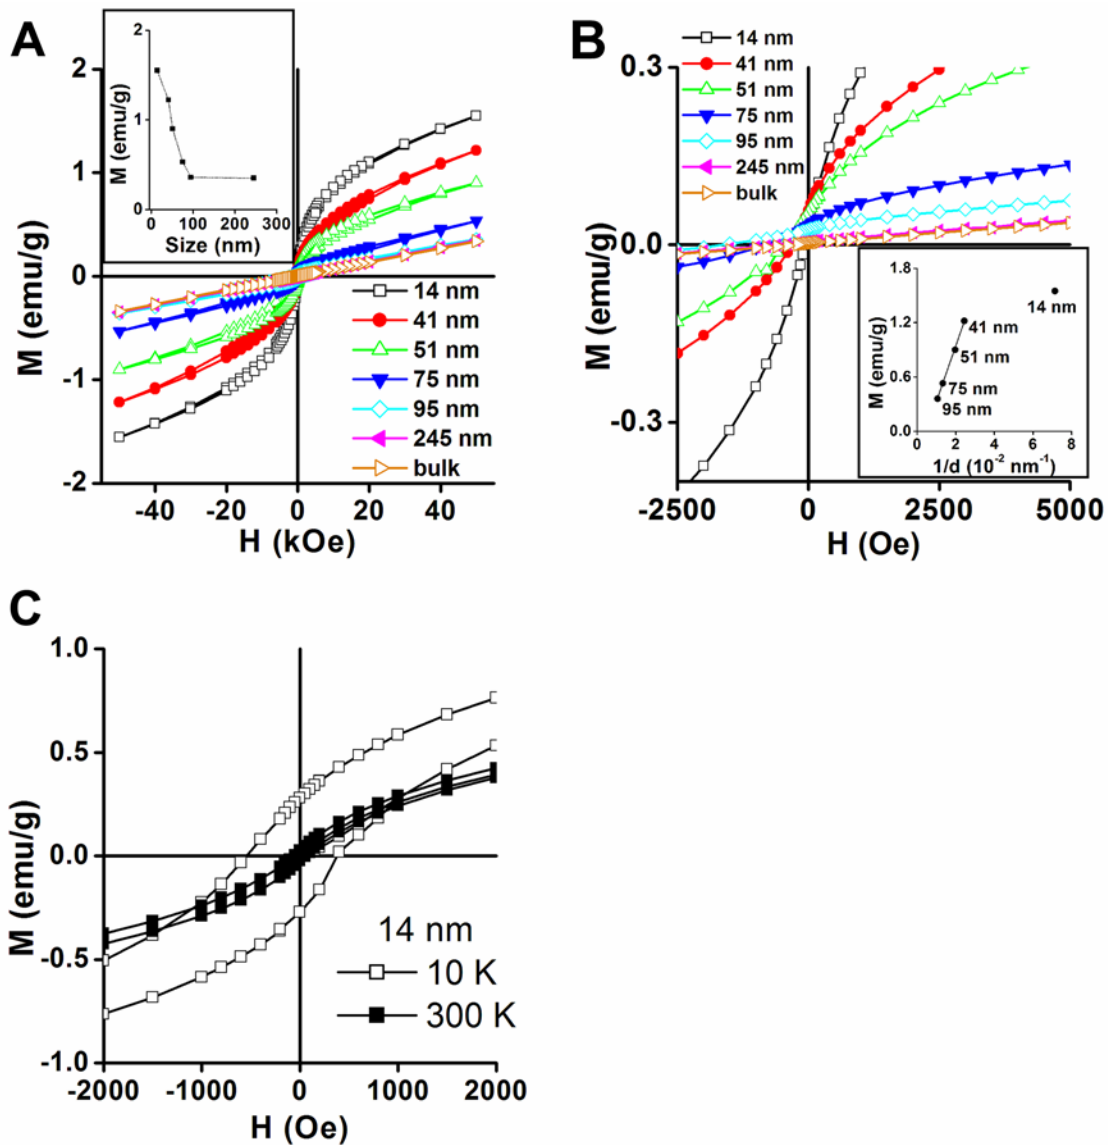 A
M (emu/g)
2
1
0
0
100
200
300
Size (nm)
M (emu/g)
2
1
0
-1
-2
14 nm
41 nm
51 nm
75 nm
95 nm
245 nm
bulk
-40
-20
0
20
40
H (kOe)
B
14 nm
41 nm
51 nm
75 nm
95 nm
245 nm
bulk
M (emu/g)
0.3
0.0
-0.3
M (emu/g)
1.8
1.2
0.6
0.0
14 nm
41 nm
51 nm
75 nm
95 nm
0
2
4
6
8
1/d (10⁻² nm⁻¹)
-2500
0
2500
5000
H (Oe)
C
M (emu/g)
1.0
0.5
0.0
-0.5
-1.0
14 nm
10 K
300 K
-2000
-1000
0
1000
2000
H (Oe)